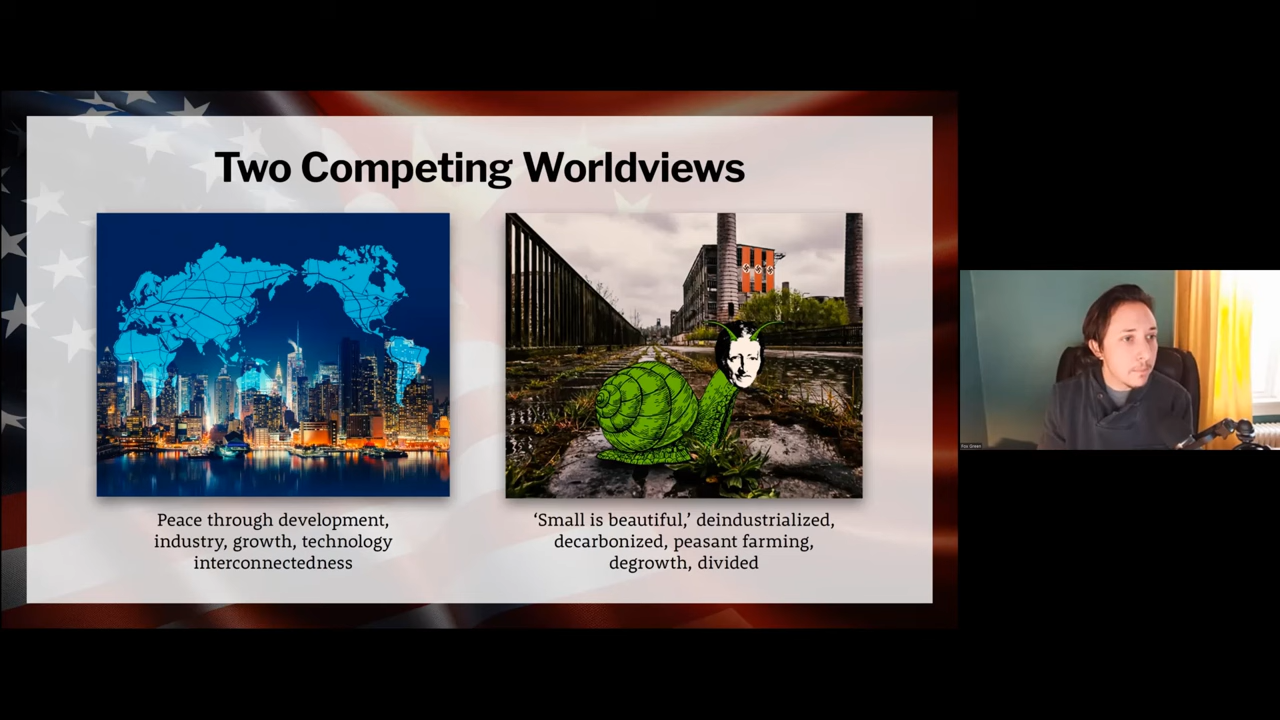 Two Competing Worldviews
Peace through development,
industry, growth, technology
interconnectedness
‘Small is beautiful,’ deindustrialized,
decarbonized, peasant farming,
degrowth, divided